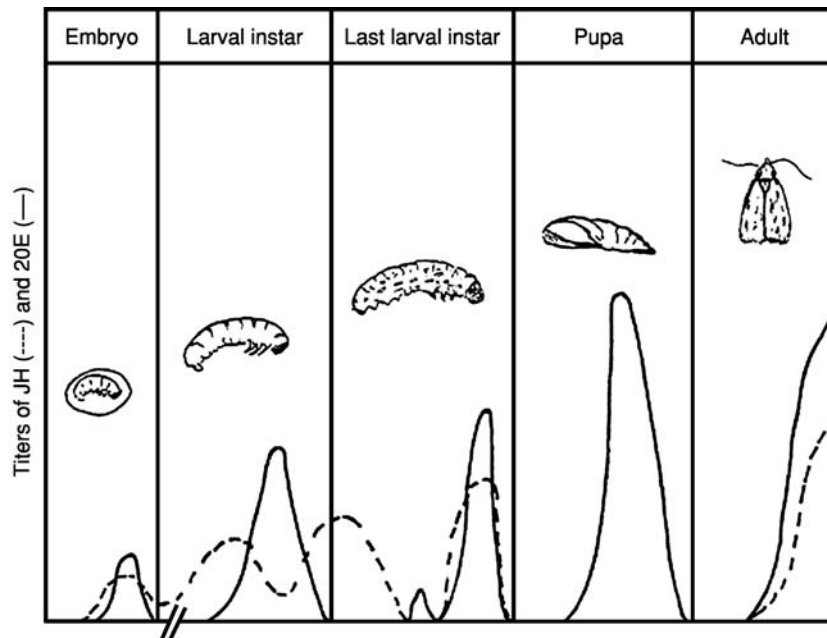 Embryo
Larval instar
Last larval instar
Pupa
Adult
Titers of JH (----) and 20E (—)